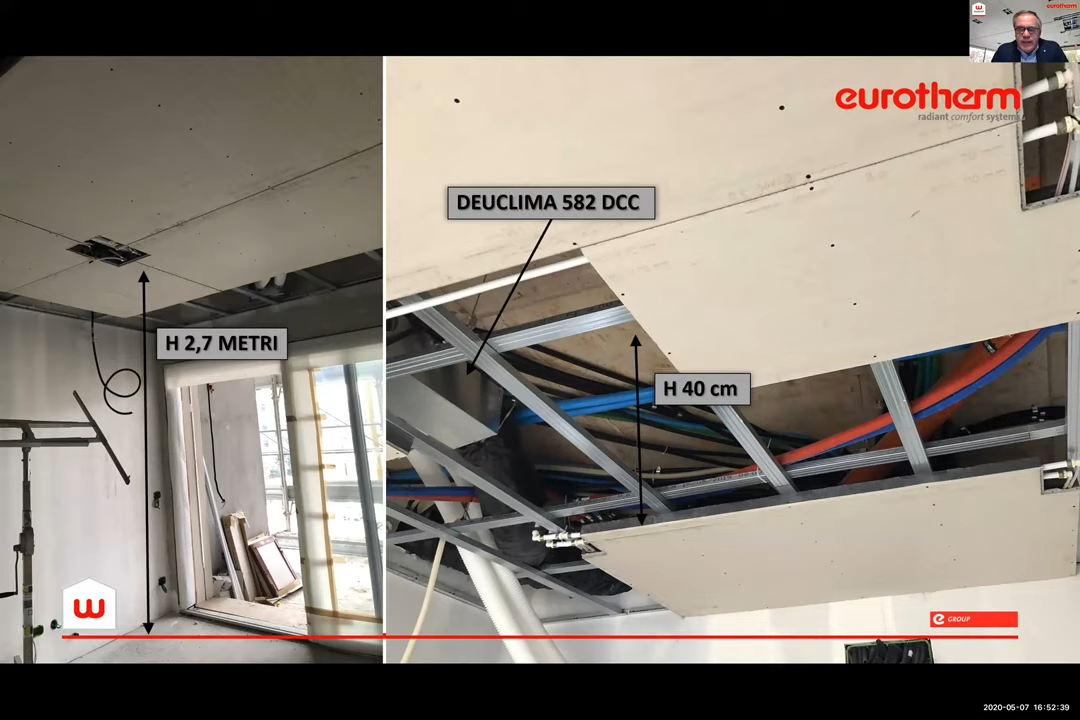 eurotherm
eurotherm
radiant comfort systems
DEUCLIMA 582 DCC
H 2,7 METRI
H 40 cm
w
e GROUP
2020-05-07 16:52:39